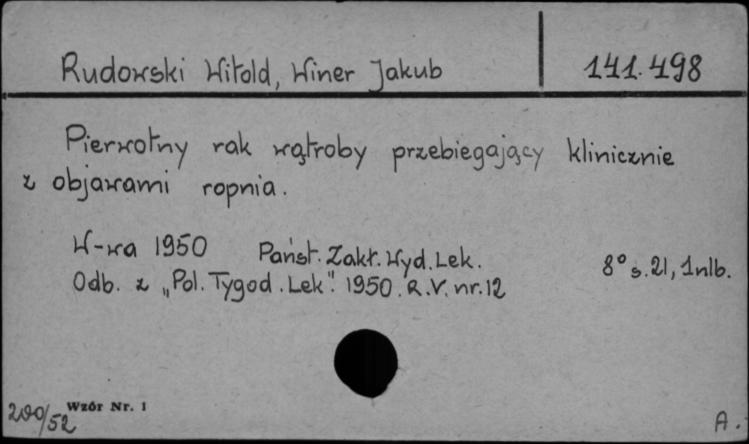 Rudowski Witold, Winer Jakub
141.498
Pierwotny rak wątroby przebiegający klinicznie
z objawami ropnia.
W-wa 1950 Państ. Zakł. Wyd. Lek.
8° s. 21, 1 nlb.
Odb. z „Pol. Tygod. Lek". 1950. R. V. nr. 12
Wzór Nr. 1
200/52
A.